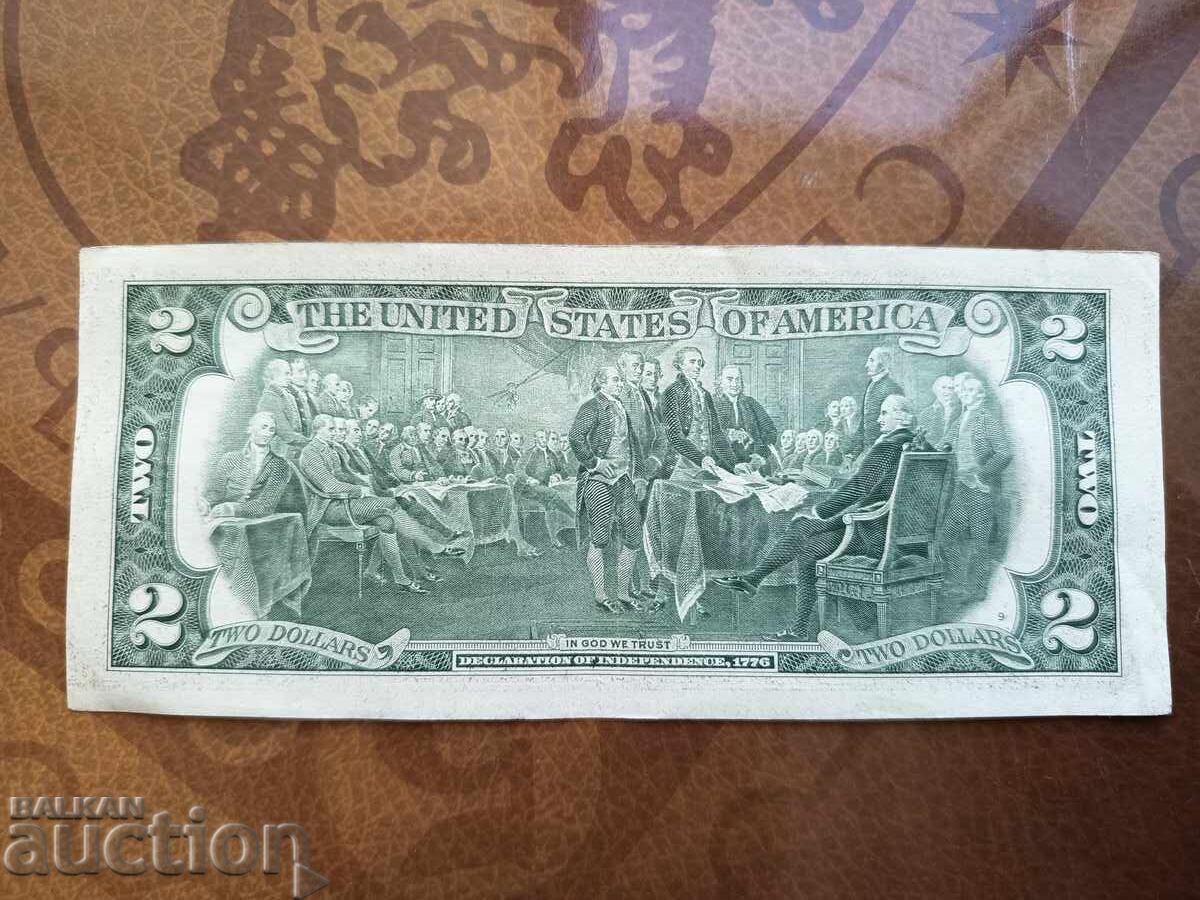 2 THE UNITED STATES OF AMERICA 2
TWO
TWO
2 TWO DOLLARS
IN GOD WE TRUST
DECLARATION OF INDEPENDENCE, 1776
9
TWO DOLLARS 2
BALKAN
auction